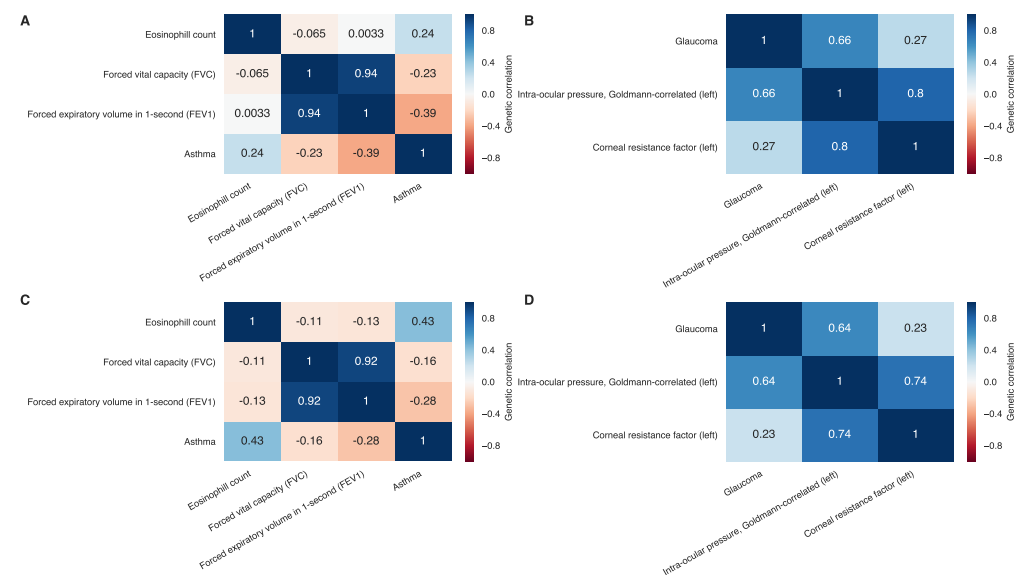 A
Eosinophill count
1 -0.065 0.0033 0.24
Forced vital capacity (FVC)
-0.065 1 0.94 -0.23
Forced expiratory volume in 1-second (FEV1)
0.0033 0.94 1 -0.39
Asthma
0.24 -0.23 -0.39 1
Eosinophill count
Forced vital capacity (FVC)
Forced expiratory volume in 1-second (FEV1)
Asthma
0.8
0.4
0.0
−0.4
−0.8
Genetic correlation
B
Glaucoma
1 0.66 0.27
Intra-ocular pressure, Goldmann-correlated (left)
0.66 1 0.8
Corneal resistance factor (left)
0.27 0.8 1
Glaucoma
Intra-ocular pressure, Goldmann-correlated (left)
Corneal resistance factor (left)
0.8
0.4
0.0
−0.4
−0.8
Genetic correlation
C
Eosinophill count
1 -0.11 -0.13 0.43
Forced vital capacity (FVC)
-0.11 1 0.92 -0.16
Forced expiratory volume in 1-second (FEV1)
-0.13 0.92 1 -0.28
Asthma
0.43 -0.16 -0.28 1
Eosinophill count
Forced vital capacity (FVC)
Forced expiratory volume in 1-second (FEV1)
Asthma
0.8
0.4
0.0
−0.4
−0.8
Genetic correlation
D
Glaucoma
1 0.64 0.23
Intra-ocular pressure, Goldmann-correlated (left)
0.64 1 0.74
Corneal resistance factor (left)
0.23 0.74 1
Glaucoma
Intra-ocular pressure, Goldmann-correlated (left)
Corneal resistance factor (left)
0.8
0.4
0.0
−0.4
−0.8
Genetic correlation